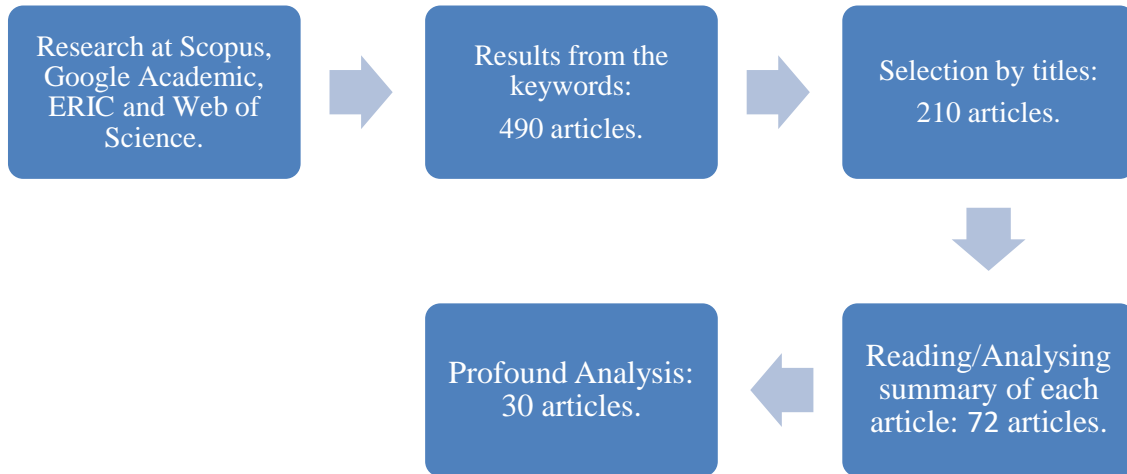 Research at Scopus,
Google Academic,
ERIC and Web of
Science.
Results from the
keywords:
490 articles.
Selection by titles:
210 articles.
Reading/Analysing
summary of each
article: 72 articles.
Profound Analysis:
30 articles.